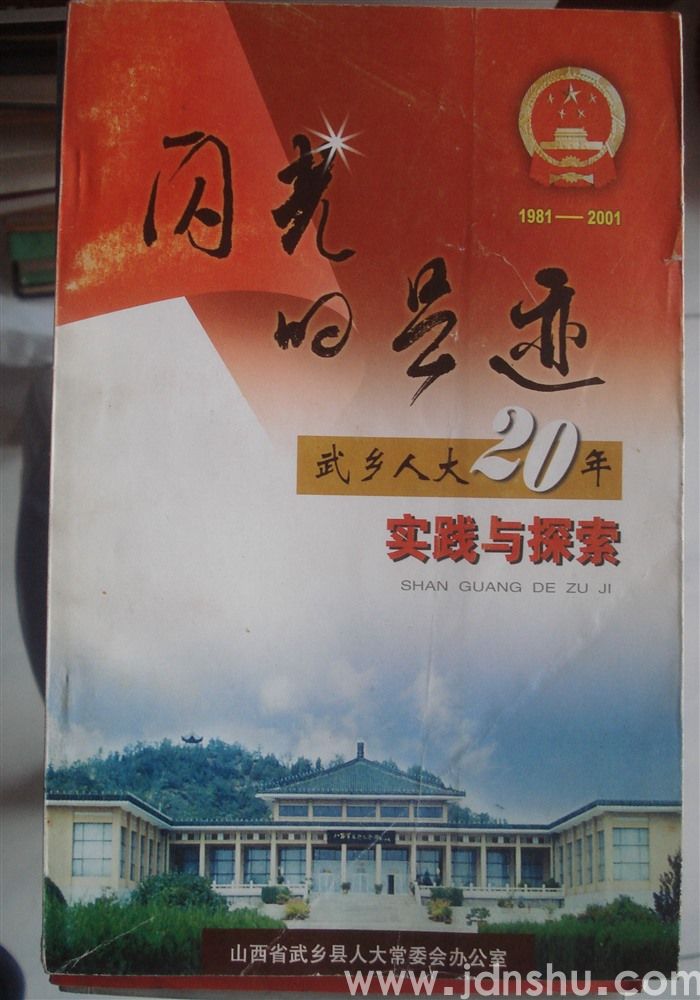 闪光
1981—2001
的足迹
武乡人大20年
实践与探索
SHAN GUANG DE ZU JI
山西省武乡县人大常委会办公室
www.jdnshu.com